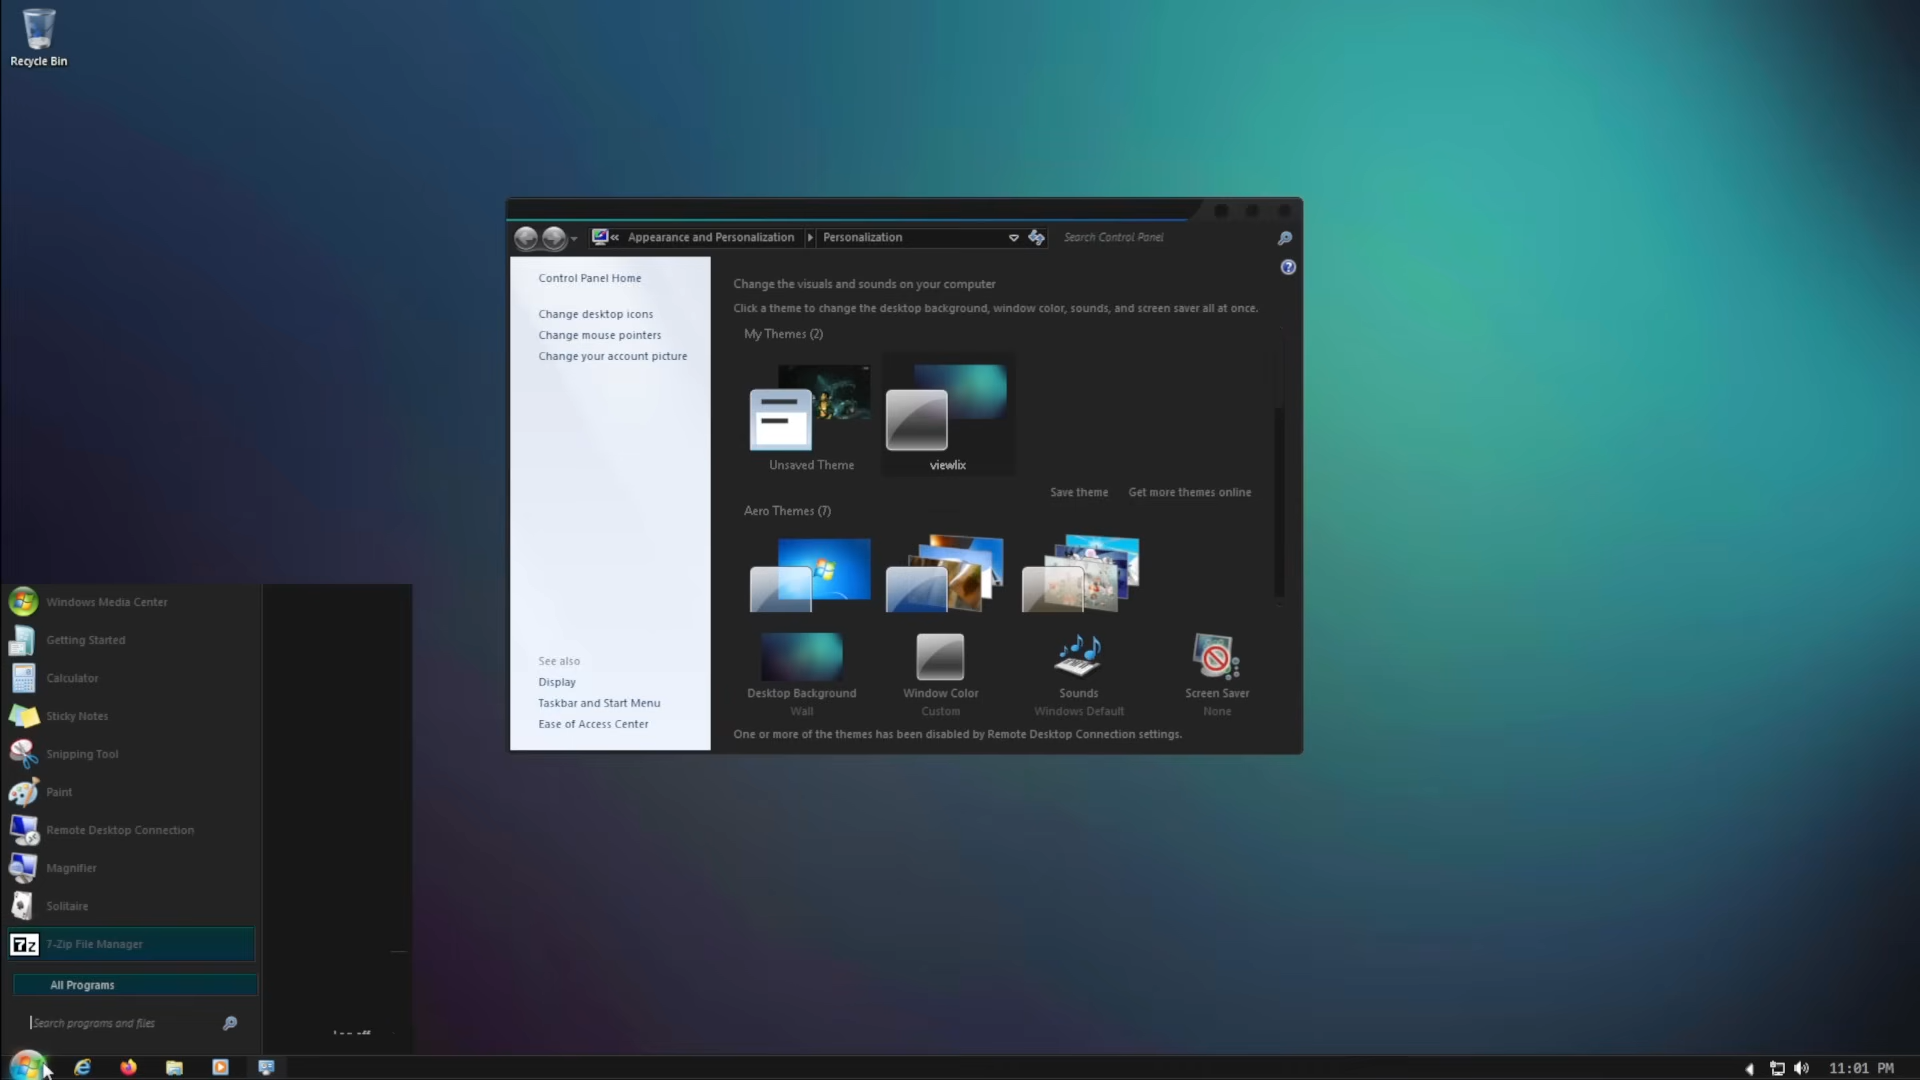 Recycle Bin
Appearance and Personalization
Personalization
Search Control Panel
Control Panel Home
Change desktop icons
Change mouse pointers
Change your account picture
See also
Display
Taskbar and Start Menu
Ease of Access Center
Change the visuals and sounds on your computer
Click a theme to change the desktop background, window color, sounds, and screen saver all at once.
My Themes (2)
Unsaved Theme
viewlix
Save theme
Get more themes online
Aero Themes (7)
Desktop Background
Wall
Window Color
Custom
Sounds
Windows Default
Screen Saver
None
One or more of the themes has been disabled by Remote Desktop Connection settings.
Windows Media Center
Getting Started
Calculator
Sticky Notes
Snipping Tool
Paint
Remote Desktop Connection
Magnifier
Solitaire
7z
7-Zip File Manager
All Programs
Search programs and files
11:01 PM